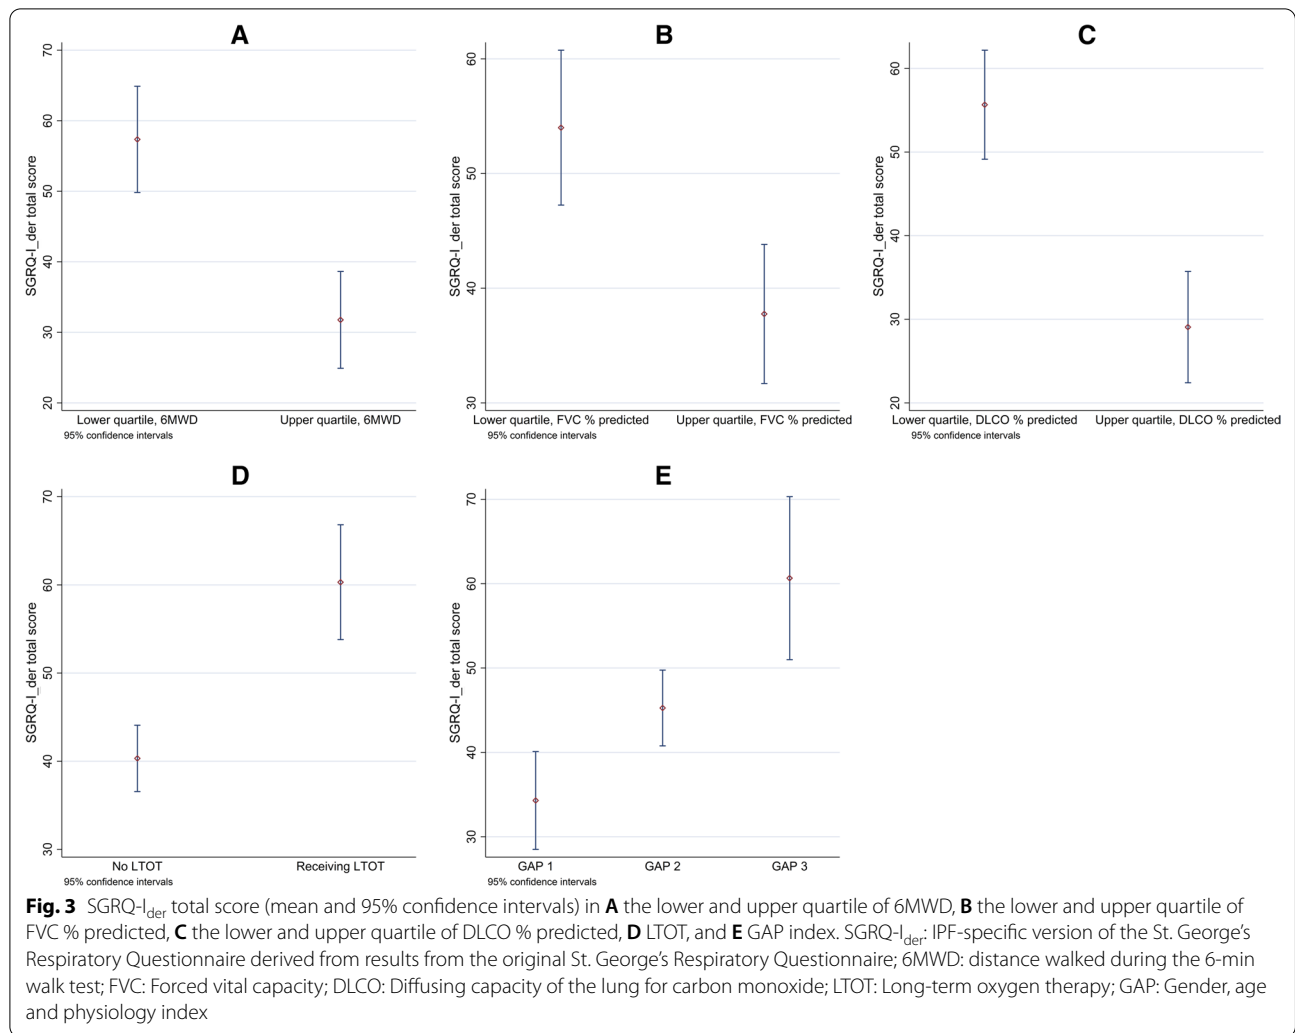 A
SGRQ-I_der total score
70
60
50
40
30
20
Lower quartile, 6MWD
Upper quartile, 6MWD
95% confidence intervals
B
SGRQ-I_der total score
60
50
40
30
Lower quartile, FVC % predicted
Upper quartile, FVC % predicted
95% confidence intervals
C
SGRQ-I_der total score
60
50
40
30
20
Lower quartile, DLCO % predicted
Upper quartile, DLCO % predicted
95% confidence intervals
D
SGRQ-I_der total score
70
60
50
40
30
No LTOT
Receiving LTOT
95% confidence intervals
E
SGRQ-I_der total score
70
60
50
40
30
GAP 1
GAP 2
GAP 3
95% confidence intervals
Fig. 3 SGRQ-Ider total score (mean and 95% confidence intervals) in A the lower and upper quartile of 6MWD, B the lower and upper quartile of
FVC % predicted, C the lower and upper quartile of DLCO % predicted, D LTOT, and E GAP index. SGRQ-Ider: IPF-specific version of the St. George's
Respiratory Questionnaire derived from results from the original St. George's Respiratory Questionnaire; 6MWD: distance walked during the 6-min
walk test; FVC: Forced vital capacity; DLCO: Diffusing capacity of the lung for carbon monoxide; LTOT: Long-term oxygen therapy; GAP: Gender, age
and physiology index